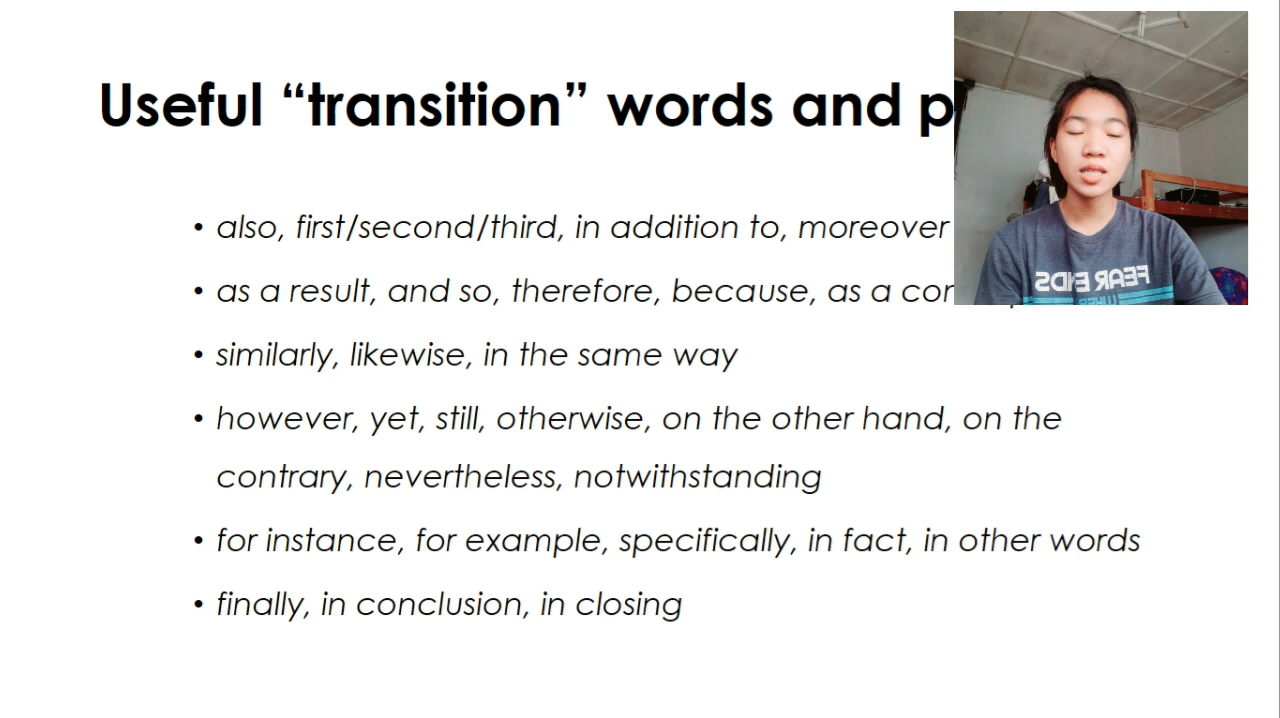 Useful “transition” words and p
• also, first/second/third, in addition to, moreover
• as a result, and so, therefore, because, as a con
• similarly, likewise, in the same way
• however, yet, still, otherwise, on the other hand, on the
contrary, nevertheless, notwithstanding
• for instance, for example, specifically, in fact, in other words
• finally, in conclusion, in closing
FEAR ENDS